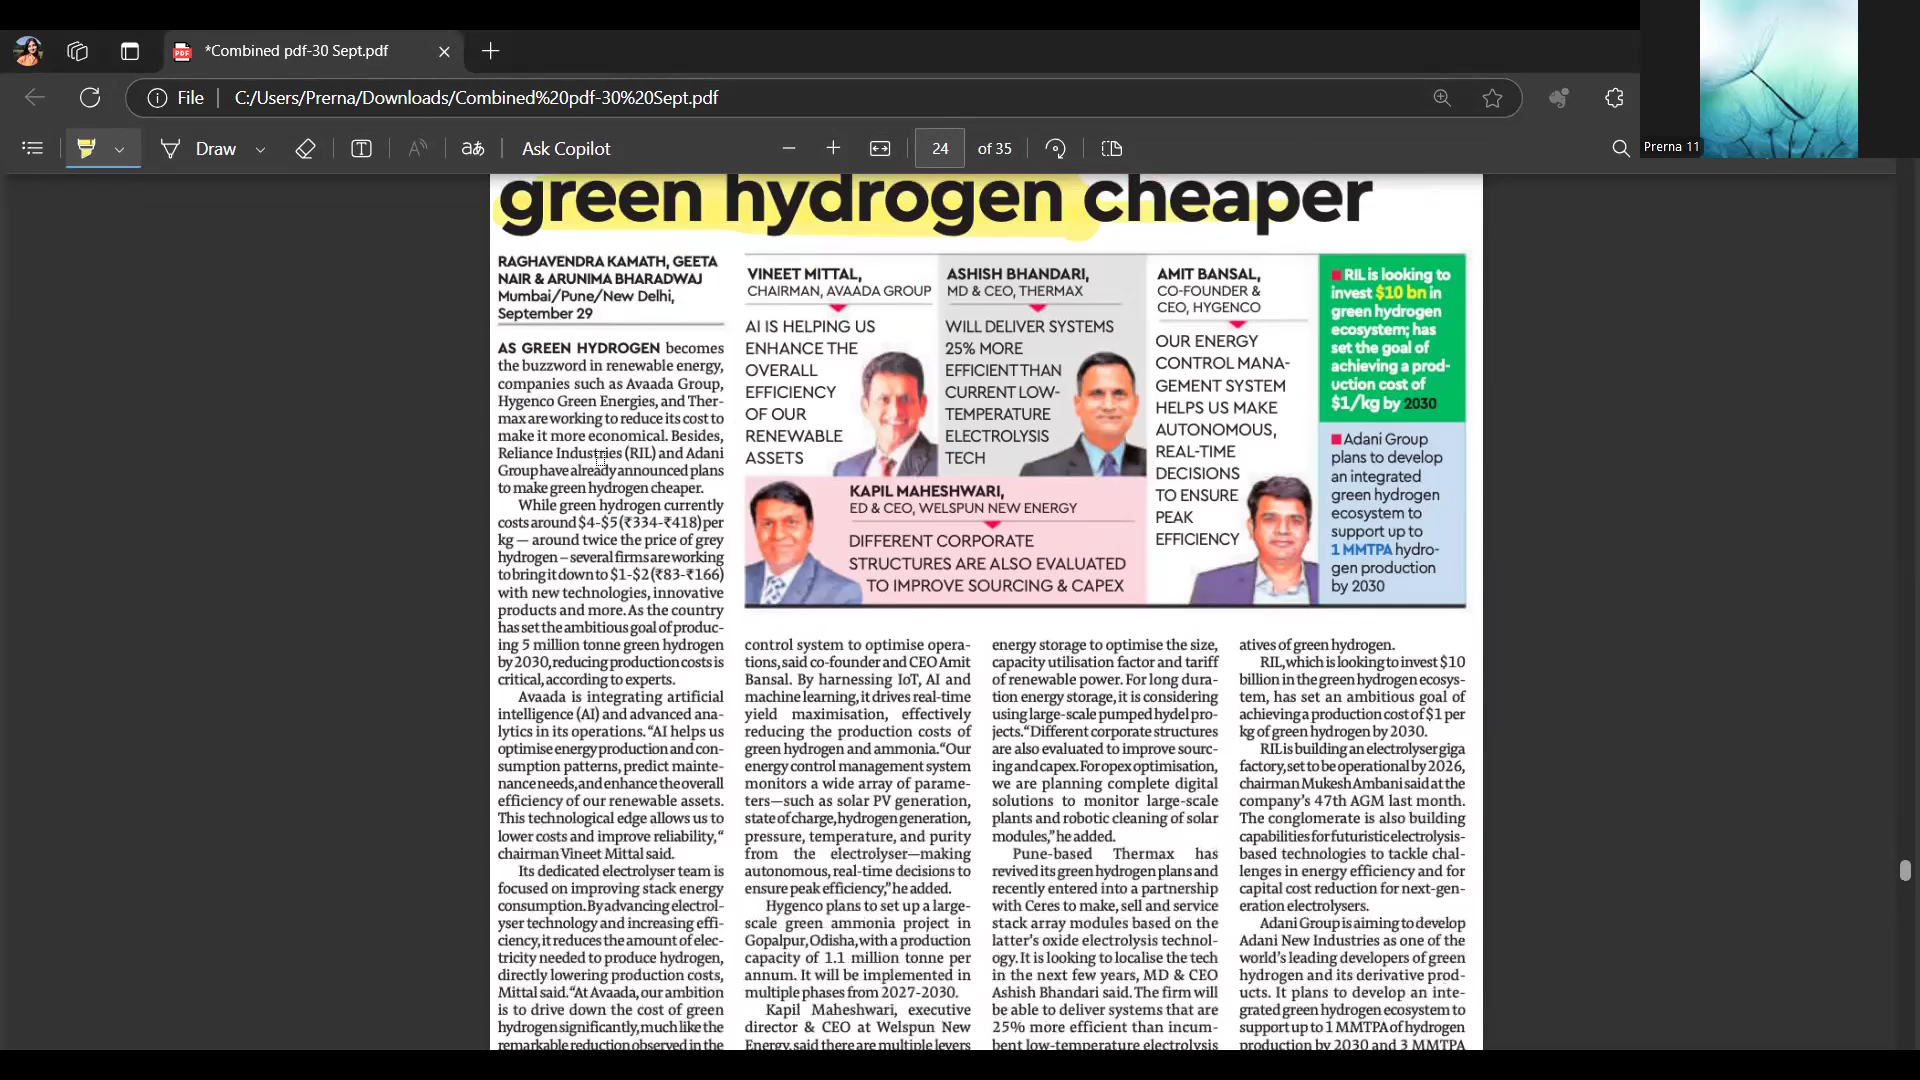 *Combined pdf-30 Sept.pdf
File
C:/Users/Prerna/Downloads/Combined%20pdf-30%20Sept.pdf
Draw
Ask Copilot
24
of 35
Prerna 11
green hydrogen cheaper
RAGHAVENDRA KAMATH, GEETA
NAIR & ARUNIMA BHARADWAJ
Mumbai/Pune/New Delhi,
September 29
AS GREEN HYDROGEN becomes
the buzzword in renewable energy,
companies such as Avaada Group,
Hygenco Green Energies, and Ther-
max are working to reduce its cost to
make it more economical. Besides,
Reliance Industries (RIL) and Adani
Group have already announced plans
to make green hydrogen cheaper.
While green hydrogen currently
costs around $4-$5 (₹334-₹418) per
kg — around twice the price of grey
hydrogen – several firms are working
to bring it down to $1-$2 (₹83-₹166)
with new technologies, innovative
products and more. As the country
has set the ambitious goal of produc-
ing 5 million tonne green hydrogen
by 2030, reducing production costs is
critical, according to experts.
Avaada is integrating artificial
intelligence (AI) and advanced ana-
lytics in its operations. “AI helps us
optimise energy production and con-
sumption patterns, predict mainte-
nance needs, and enhance the overall
efficiency of our renewable assets.
This technological edge allows us to
lower costs and improve reliability,“
chairman Vineet Mittal said.
Its dedicated electrolyser team is
focused on improving stack energy
consumption. By advancing electrol-
yser technology and increasing effi-
ciency, it reduces the amount of elec-
tricity needed to produce hydrogen,
directly lowering production costs,
Mittal said. “At Avaada, our ambition
is to drive down the cost of green
hydrogen significantly, much like the
remarkable reduction observed in the
VINEET MITTAL,
CHAIRMAN, AVAADA GROUP
AI IS HELPING US
ENHANCE THE
OVERALL
EFFICIENCY
OF OUR
RENEWABLE
ASSETS
ASHISH BHANDARI,
MD & CEO, THERMAX
WILL DELIVER SYSTEMS
25% MORE
EFFICIENT THAN
CURRENT LOW-
TEMPERATURE
ELECTROLYSIS
TECH
AMIT BANSAL,
CO-FOUNDER &
CEO, HYGENCO
OUR ENERGY
CONTROL MANA-
GEMENT SYSTEM
HELPS US MAKE
AUTONOMOUS,
REAL-TIME
DECISIONS
TO ENSURE
PEAK
EFFICIENCY
KAPIL MAHESHWARI,
ED & CEO, WELSPUN NEW ENERGY
DIFFERENT CORPORATE
STRUCTURES ARE ALSO EVALUATED
TO IMPROVE SOURCING & CAPEX
RIL is looking to
invest $10 bn in
green hydrogen
ecosystem; has
set the goal of
achieving a prod-
uction cost of
$1/kg by 2030
Adani Group
plans to develop
an integrated
green hydrogen
ecosystem to
support up to
1 MMTPA hydro-
gen production
by 2030
control system to optimise opera-
tions, said co-founder and CEO Amit
Bansal. By harnessing IoT, AI and
machine learning, it drives real-time
yield maximisation, effectively
reducing the production costs of
green hydrogen and ammonia. “Our
energy control management system
monitors a wide array of parame-
ters—such as solar PV generation,
state of charge, hydrogen generation,
pressure, temperature, and purity
from the electrolyser—making
autonomous, real-time decisions to
ensure peak efficiency,” he added.
Hygenco plans to set up a large-
scale green ammonia project in
Gopalpur, Odisha, with a production
capacity of 1.1 million tonne per
annum. It will be implemented in
multiple phases from 2027-2030.
Kapil Maheshwari, executive
director & CEO at Welspun New
Energy, said there are multiple levers
energy storage to optimise the size,
capacity utilisation factor and tariff
of renewable power. For long dura-
tion energy storage, it is considering
using large-scale pumped hydel pro-
jects. “Different corporate structures
are also evaluated to improve sourc-
ing and capex. For opex optimisation,
we are planning complete digital
solutions to monitor large-scale
plants and robotic cleaning of solar
modules,” he added.
Pune-based Thermax has
revived its green hydrogen plans and
recently entered into a partnership
with Ceres to make, sell and service
stack array modules based on the
latter’s oxide electrolysis technol-
ogy. It is looking to localise the tech
in the next few years, MD & CEO
Ashish Bhandari said. The firm will
be able to deliver systems that are
25% more efficient than incum-
bent low-temperature electrolysis
atives of green hydrogen.
RIL, which is looking to invest $10
billion in the green hydrogen ecosys-
tem, has set an ambitious goal of
achieving a production cost of $1 per
kg of green hydrogen by 2030.
RIL is building an electrolyser giga
factory, set to be operational by 2026,
chairman Mukesh Ambani said at the
company’s 47th AGM last month.
The conglomerate is also building
capabilities for futuristic electrolysis-
based technologies to tackle chal-
lenges in energy efficiency and for
capital cost reduction for next-gen-
eration electrolysers.
Adani Group is aiming to develop
Adani New Industries as one of the
world’s leading developers of green
hydrogen and its derivative prod-
ucts. It plans to develop an inte-
grated green hydrogen ecosystem to
support up to 1 MMTPA of hydrogen
production by 2030 and 3 MMTPA